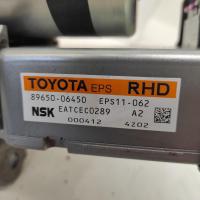 TOYOTA EPS RHD
89650-06450 EPS11-062
NSK EATCEC0289 A2
000412 4202